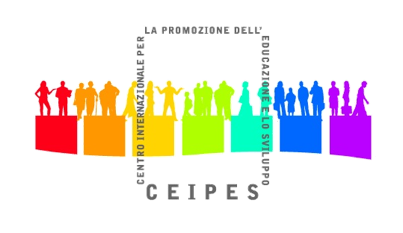 CENTRO INTERNAZIONALE PER
LA PROMOZIONE DELL'
EDUCAZIONE E LO SVILUPPO
CEIPES